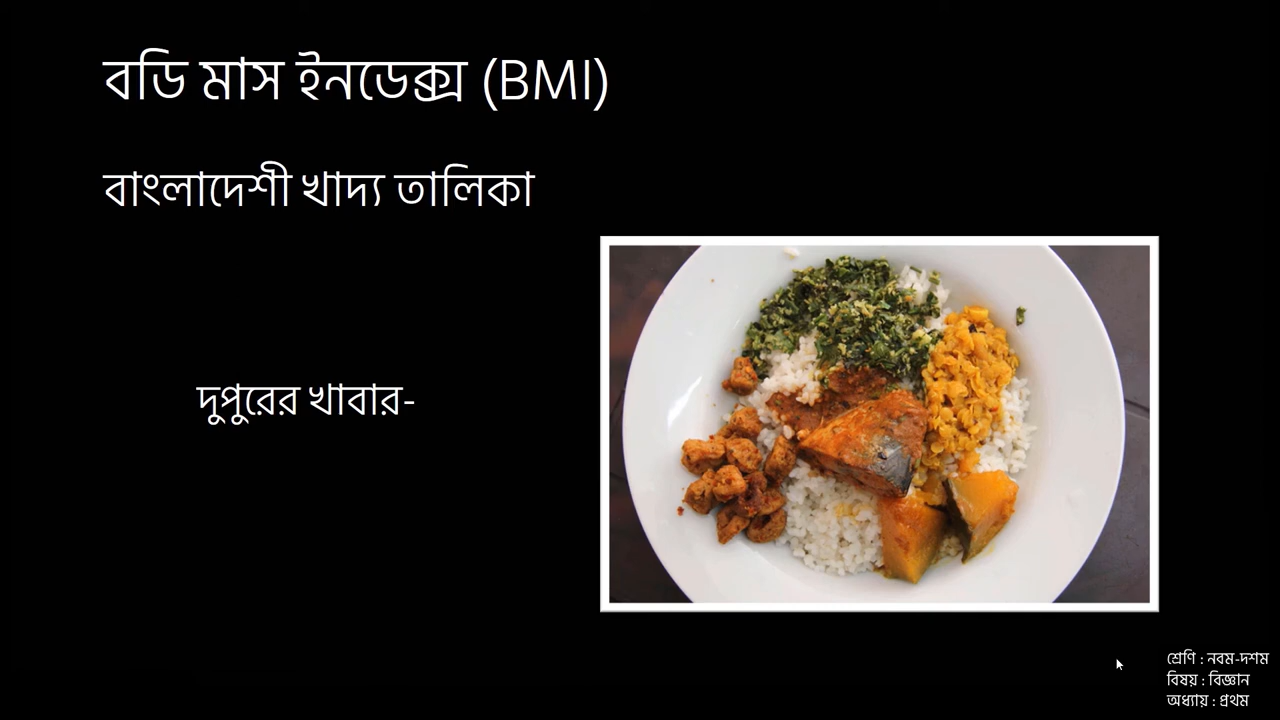 বডি মাস ইনডেক্স (BMI)
বাংলাদেশী খাদ্য তালিকা
দুপুরের খাবার-
শ্রেণি : নবম-দশম
বিষয় : বিজ্ঞান
অধ্যায় : প্রথম